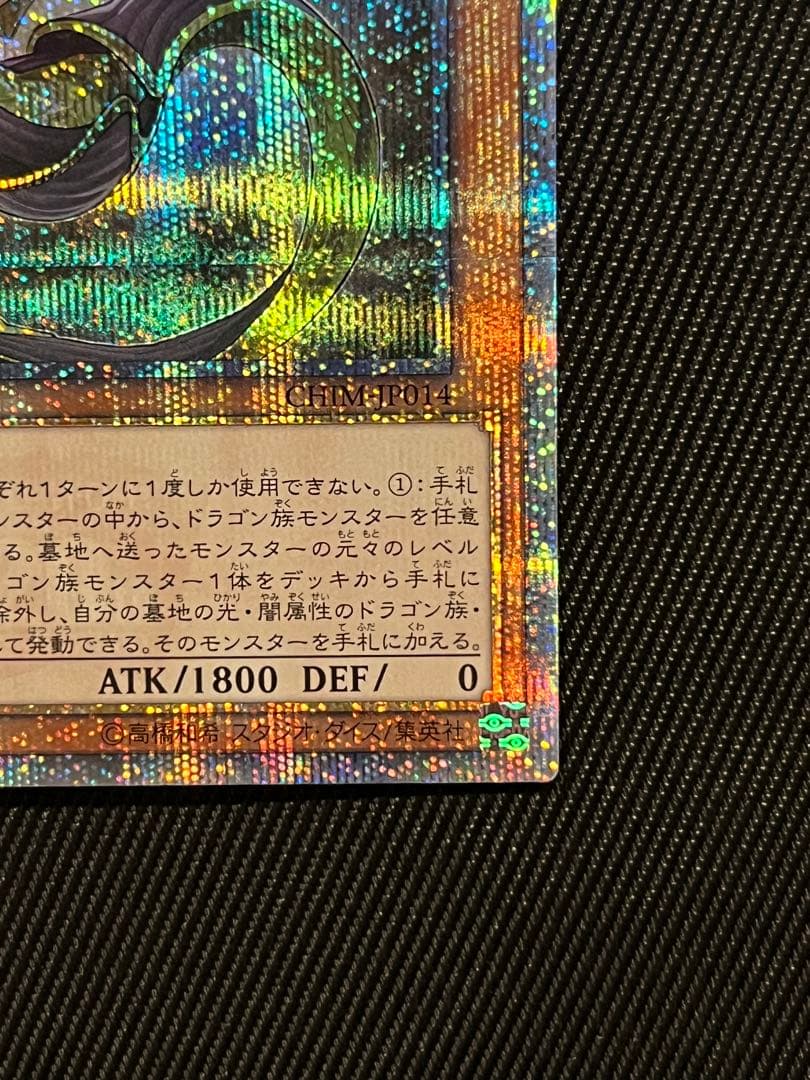 CHIM-JP014
ぞれ1ターンに1度しか使用できない。①:手札
ンスターの中から、ドラゴン族モンスターを任意
る。墓地へ送ったモンスターの元々のレベル
ゴン族モンスター1体をデッキから手札に
除外し、自分の墓地の光・闇属性のドラゴン族・
て発動できる。そのモンスターを手札に加える。
ATK/1800 DEF/ 0
©高橋和希 スタジオ・ダイス/集英社